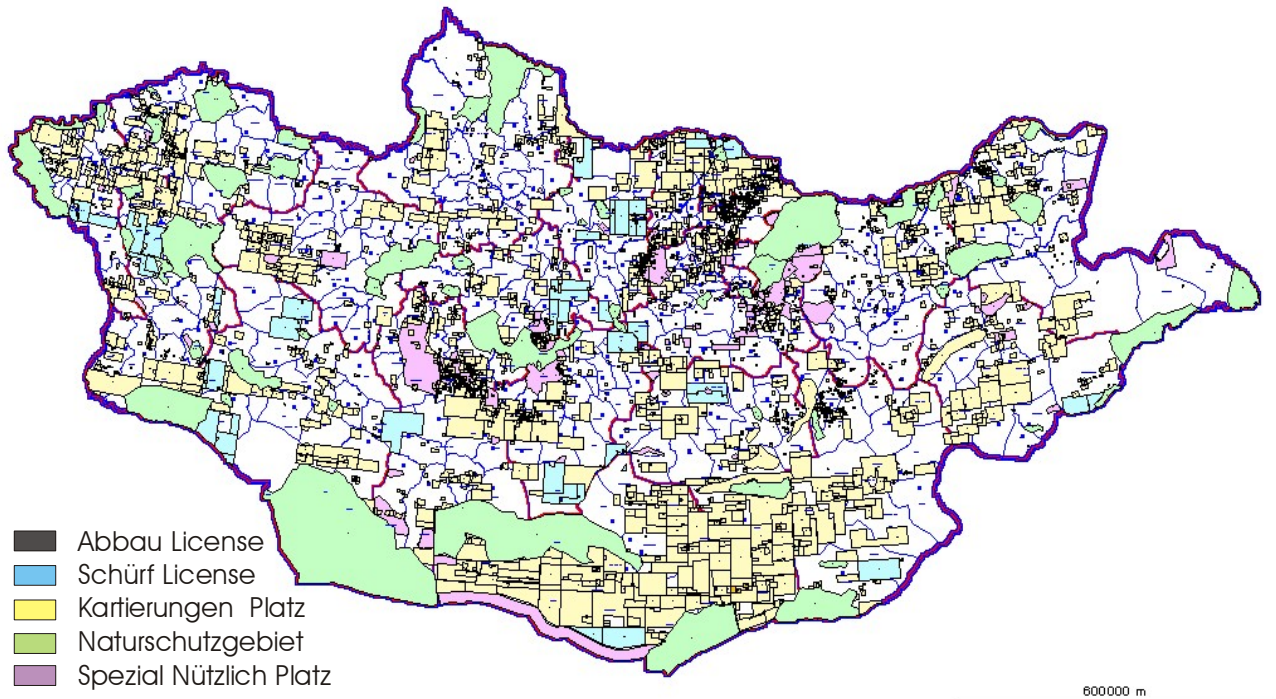 Abbau License
Schürf License
Kartierungen Platz
Naturschutzgebiet
Spezial Nützlich Platz
600000 m